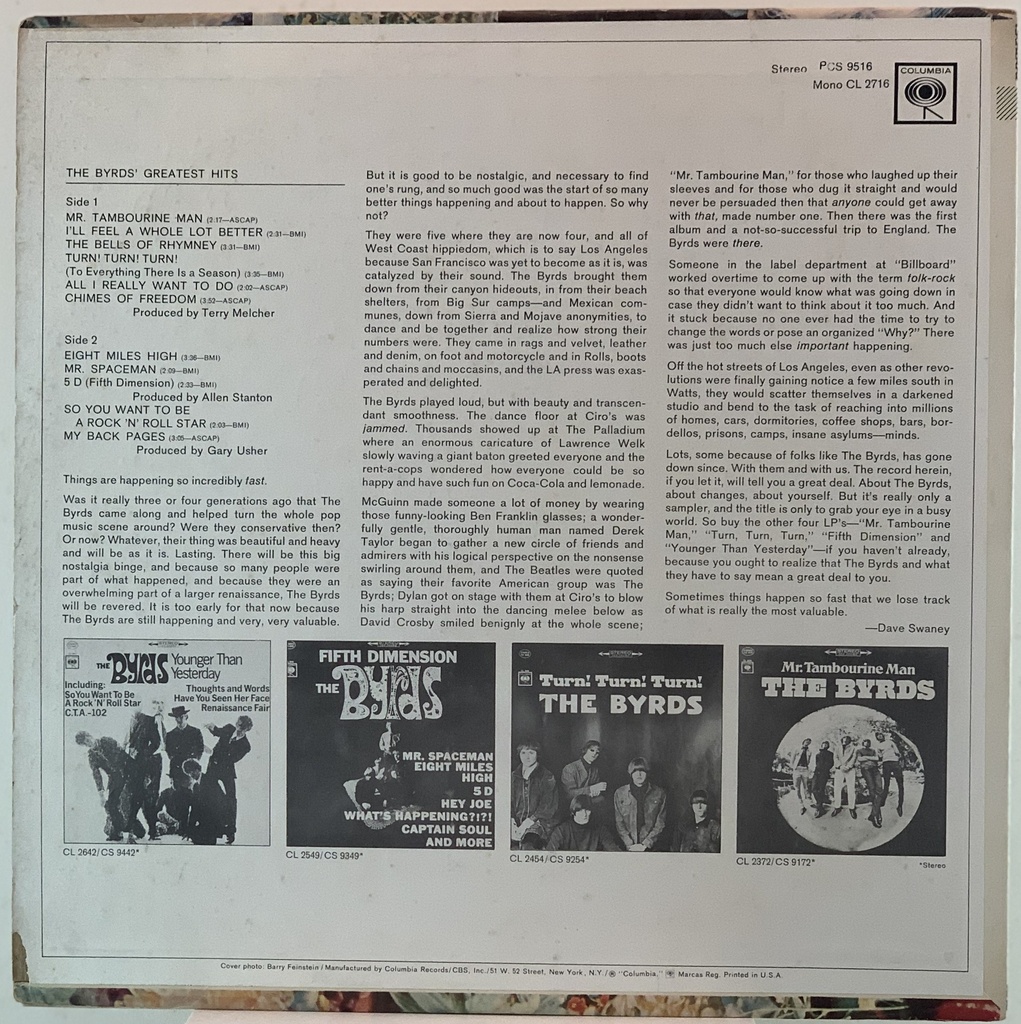 Stereo PCS 9516
Mono CL 2716
COLUMBIA
THE BYRDS' GREATEST HITS
Side 1
MR. TAMBOURINE MAN (2:17—ASCAP)
I'LL FEEL A WHOLE LOT BETTER (2:31—BMI)
THE BELLS OF RHYMNEY (3:31—BMI)
TURN! TURN! TURN!
(To Everything There Is a Season) (3:35—BMI)
ALL I REALLY WANT TO DO (2:02—ASCAP)
CHIMES OF FREEDOM (3:52—ASCAP)
Produced by Terry Melcher
Side 2
EIGHT MILES HIGH (3:36—BMI)
MR. SPACEMAN (2:09—BMI)
5 D (Fifth Dimension) (2:33—BMI)
Produced by Allen Stanton
SO YOU WANT TO BE
A ROCK 'N' ROLL STAR (2:03—BMI)
MY BACK PAGES (3:05—ASCAP)
Produced by Gary Usher
Things are happening so incredibly fast.
Was it really three or four generations ago that The
Byrds came along and helped turn the whole pop
music scene around? Were they conservative then?
Or now? Whatever, their thing was beautiful and heavy
and will be as it is. Lasting. There will be this big
nostalgia binge, and because so many people were
part of what happened, and because they were an
overwhelming part of a larger renaissance, The Byrds
will be revered. It is too early for that now because
The Byrds are still happening and very, very valuable.
But it is good to be nostalgic, and necessary to find
one's rung, and so much good was the start of so many
better things happening and about to happen. So why
not?
They were five where they are now four, and all of
West Coast hippiedom, which is to say Los Angeles
because San Francisco was yet to become as it is, was
catalyzed by their sound. The Byrds brought them
down from their canyon hideouts, in from their beach
shelters, from Big Sur camps—and Mexican com-
munes, down from Sierra and Mojave anonymities, to
dance and be together and realize how strong their
numbers were. They came in rags and velvet, leather
and denim, on foot and motorcycle and in Rolls, boots
and chains and moccasins, and the LA press was exas-
perated and delighted.
The Byrds played loud, but with beauty and transcen-
dant smoothness. The dance floor at Ciro's was
jammed. Thousands showed up at The Palladium
where an enormous caricature of Lawrence Welk
slowly waving a giant baton greeted everyone and the
rent-a-cops wondered how everyone could be so
happy and have such fun on Coca-Cola and lemonade.
McGuinn made someone a lot of money by wearing
those funny-looking Ben Franklin glasses; a wonder-
fully gentle, thoroughly human man named Derek
Taylor began to gather a new circle of friends and
admirers with his logical perspective on the nonsense
swirling around them, and The Beatles were quoted
as saying their favorite American group was The
Byrds; Dylan got on stage with them at Ciro's to blow
his harp straight into the dancing melee below as
David Crosby smiled benignly at the whole scene;
"Mr. Tambourine Man," for those who laughed up their
sleeves and for those who dug it straight and would
never be persuaded then that anyone could get away
with that, made number one. Then there was the first
album and a not-so-successful trip to England. The
Byrds were there.
Someone in the label department at "Billboard"
worked overtime to come up with the term folk-rock
so that everyone would know what was going down in
case they didn't want to think about it too much. And
it stuck because no one ever had the time to try to
change the words or pose an organized "Why?" There
was just too much else important happening.
Off the hot streets of Los Angeles, even as other revo-
lutions were finally gaining notice a few miles south in
Watts, they would scatter themselves in a darkened
studio and bend to the task of reaching into millions
of homes, cars, dormitories, coffee shops, bars, bor-
dellos, prisons, camps, insane asylums—minds.
Lots, some because of folks like The Byrds, has gone
down since. With them and with us. The record herein,
if you let it, will tell you a great deal. About The Byrds,
about changes, about yourself. But it's really only a
sampler, and the title is only to grab your eye in a busy
world. So buy the other four LP's—"Mr. Tambourine
Man," "Turn, Turn, Turn," "Fifth Dimension" and
"Younger Than Yesterday"—if you haven't already,
because you ought to realize that The Byrds and what
they have to say mean a great deal to you.
Sometimes things happen so fast that we lose track
of what is really the most valuable.
—Dave Swaney
THE BYRDS Younger Than
Yesterday
Including:
So You Want To Be
A Rock 'N' Roll Star
C.T.A.-102
Thoughts and Words
Have You Seen Her Face
Renaissance Fair
CL 2642/CS 9442*
FIFTH DIMENSION
THE BYRDS
MR. SPACEMAN
EIGHT MILES
HIGH
5 D
HEY JOE
WHAT'S HAPPENING?!?!
CAPTAIN SOUL
AND MORE
CL 2549/CS 9349*
Turn! Turn! Turn!
THE BYRDS
CL 2454/CS 9254*
Mr. Tambourine Man
THE BYRDS
CL 2372/CS 9172*
*Stereo
Cover photo: Barry Feinstein / Manufactured by Columbia Records/CBS, Inc./51 W. 52 Street, New York, N.Y./® "Columbia," Marcas Reg. Printed in U.S.A.